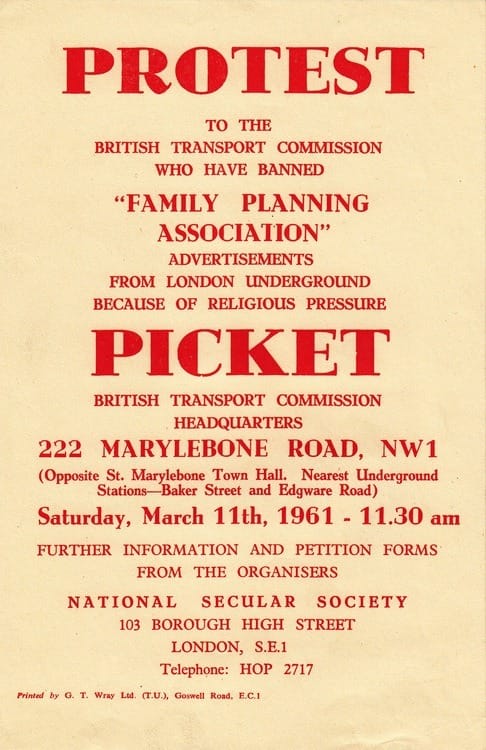 PROTEST
TO THE
BRITISH TRANSPORT COMMISSION
WHO HAVE BANNED
“FAMILY PLANNING
ASSOCIATION”
ADVERTISEMENTS
FROM LONDON UNDERGROUND
BECAUSE OF RELIGIOUS PRESSURE
PICKET
BRITISH TRANSPORT COMMISSION
HEADQUARTERS
222 MARYLEBONE ROAD, NW1
(Opposite St. Marylebone Town Hall. Nearest Underground
Stations—Baker Street and Edgware Road)
Saturday, March 11th, 1961 - 11.30 am
FURTHER INFORMATION AND PETITION FORMS
FROM THE ORGANISERS
NATIONAL SECULAR SOCIETY
103 BOROUGH HIGH STREET
LONDON, S.E.1
Telephone: HOP 2717
Printed by G. T. Wray Ltd. (T.U.), Goswell Road, E.C.1